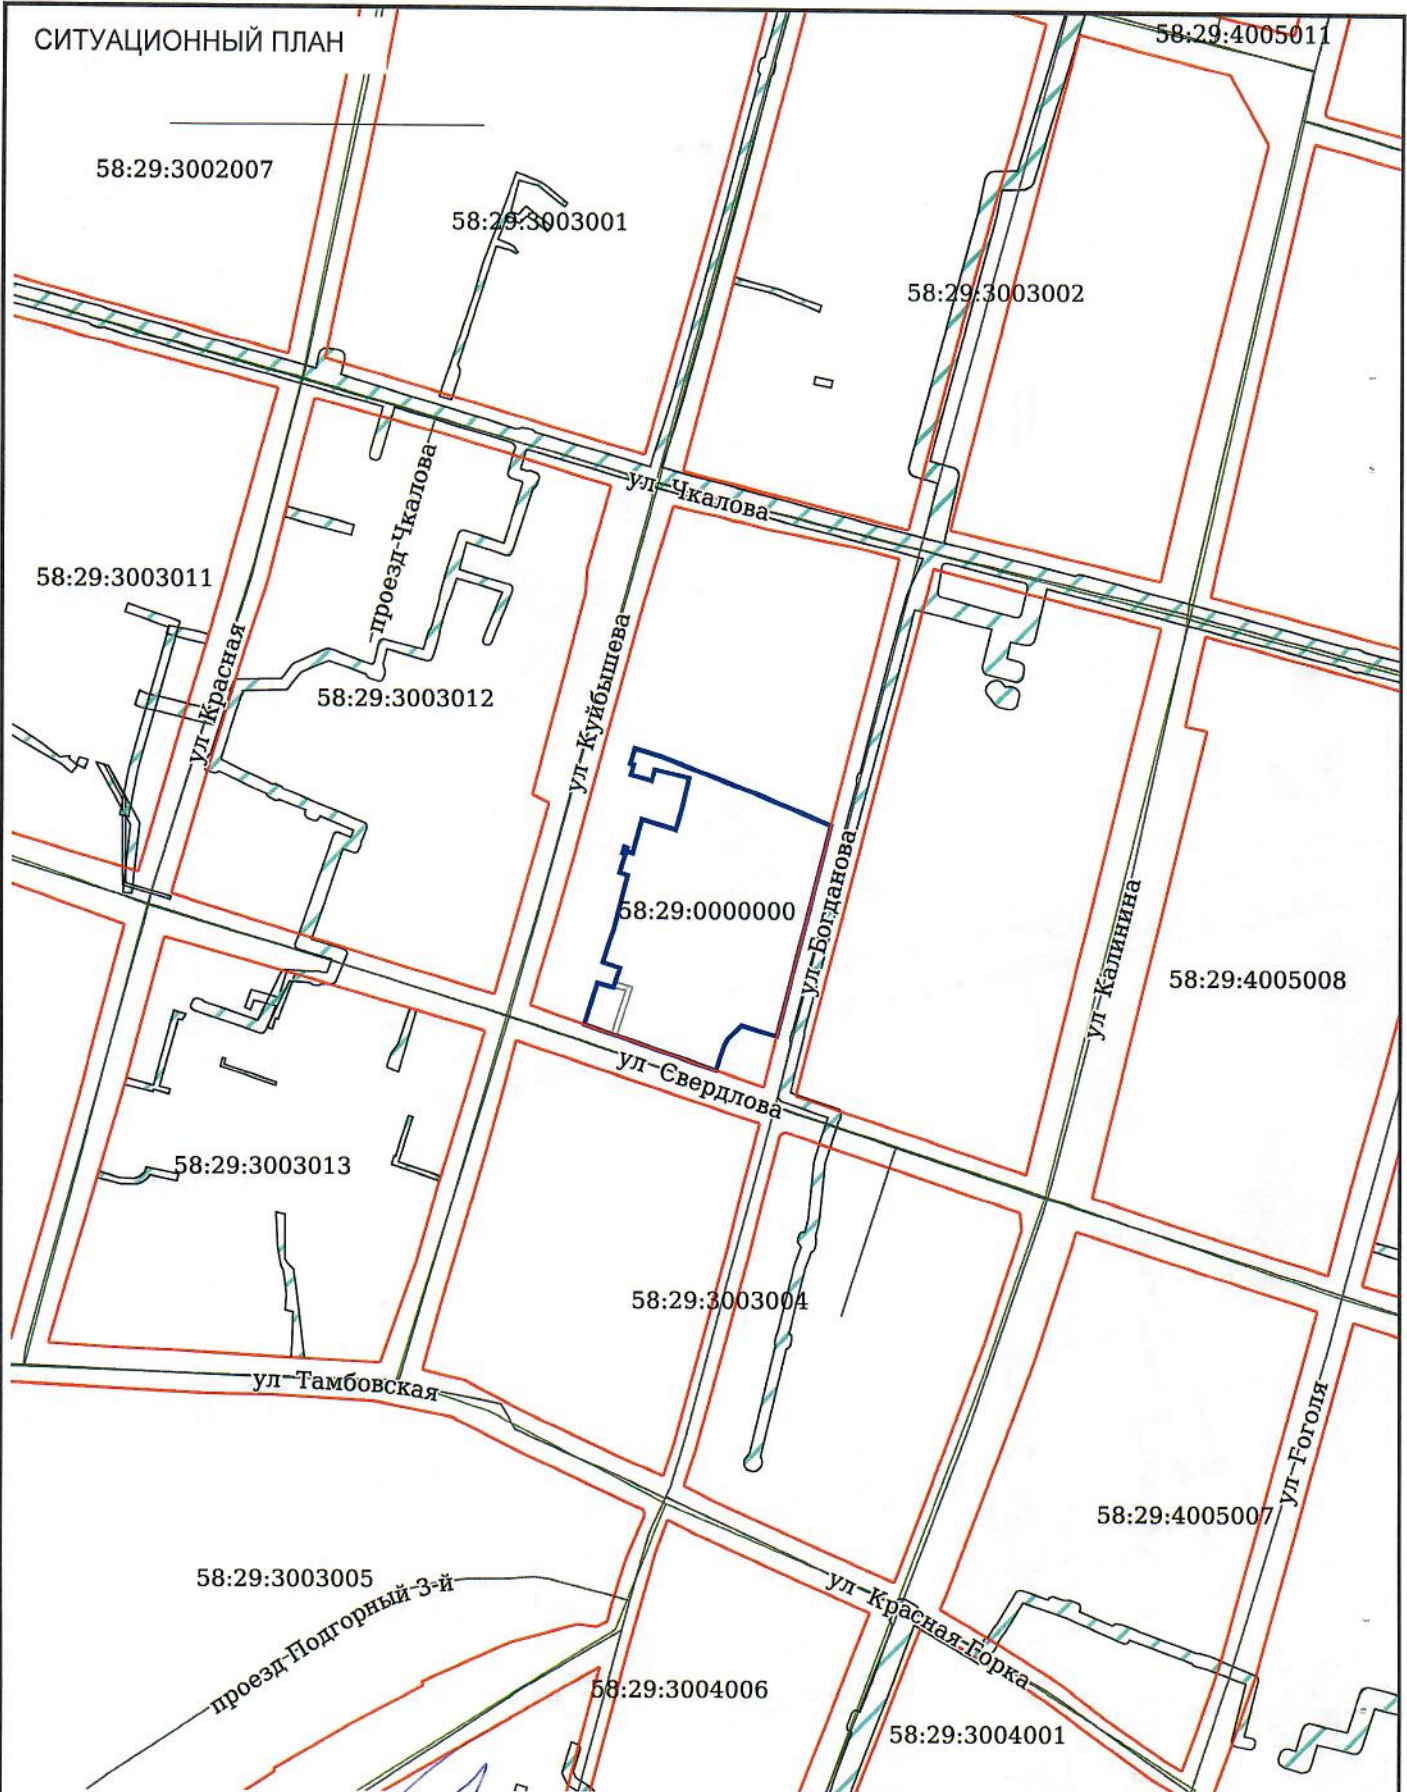 СИТУАЦИОННЫЙ ПЛАН
58:29:4005011
58:29:3002007
58:29:3003001
58:29:3003002
ул Чкалова
проезд Чкалова
58:29:3003011
ул Красная
58:29:3003012
ул Куйбышева
58:29:0000000
ул Богданова
ул Калинина
58:29:4005008
ул Свердлова
58:29:3003013
58:29:3003004
ул Тамбовская
ул Гоголя
58:29:4005007
58:29:3003005
проезд Подгорный 3-й
ул Красная Горка
58:29:3004006
58:29:3004001